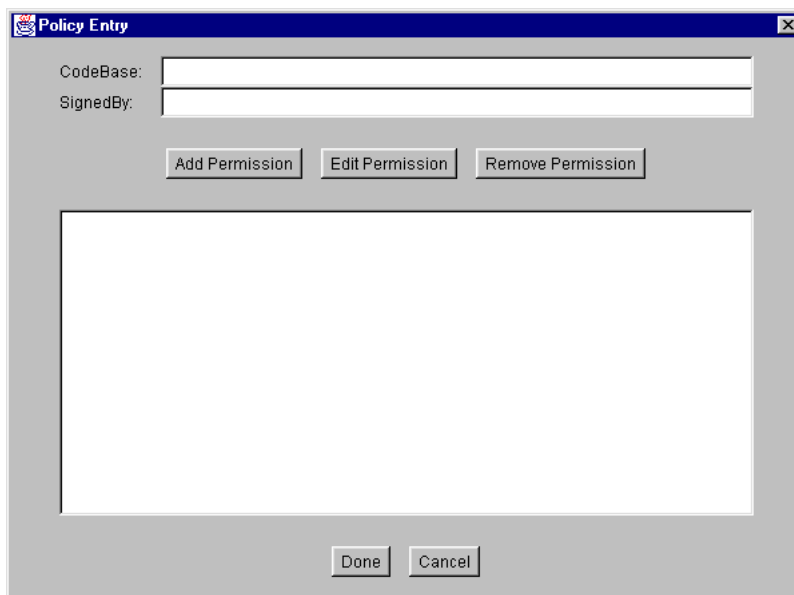 Policy Entry
CodeBase:
SignedBy:
Add Permission Edit Permission Remove Permission
Done Cancel